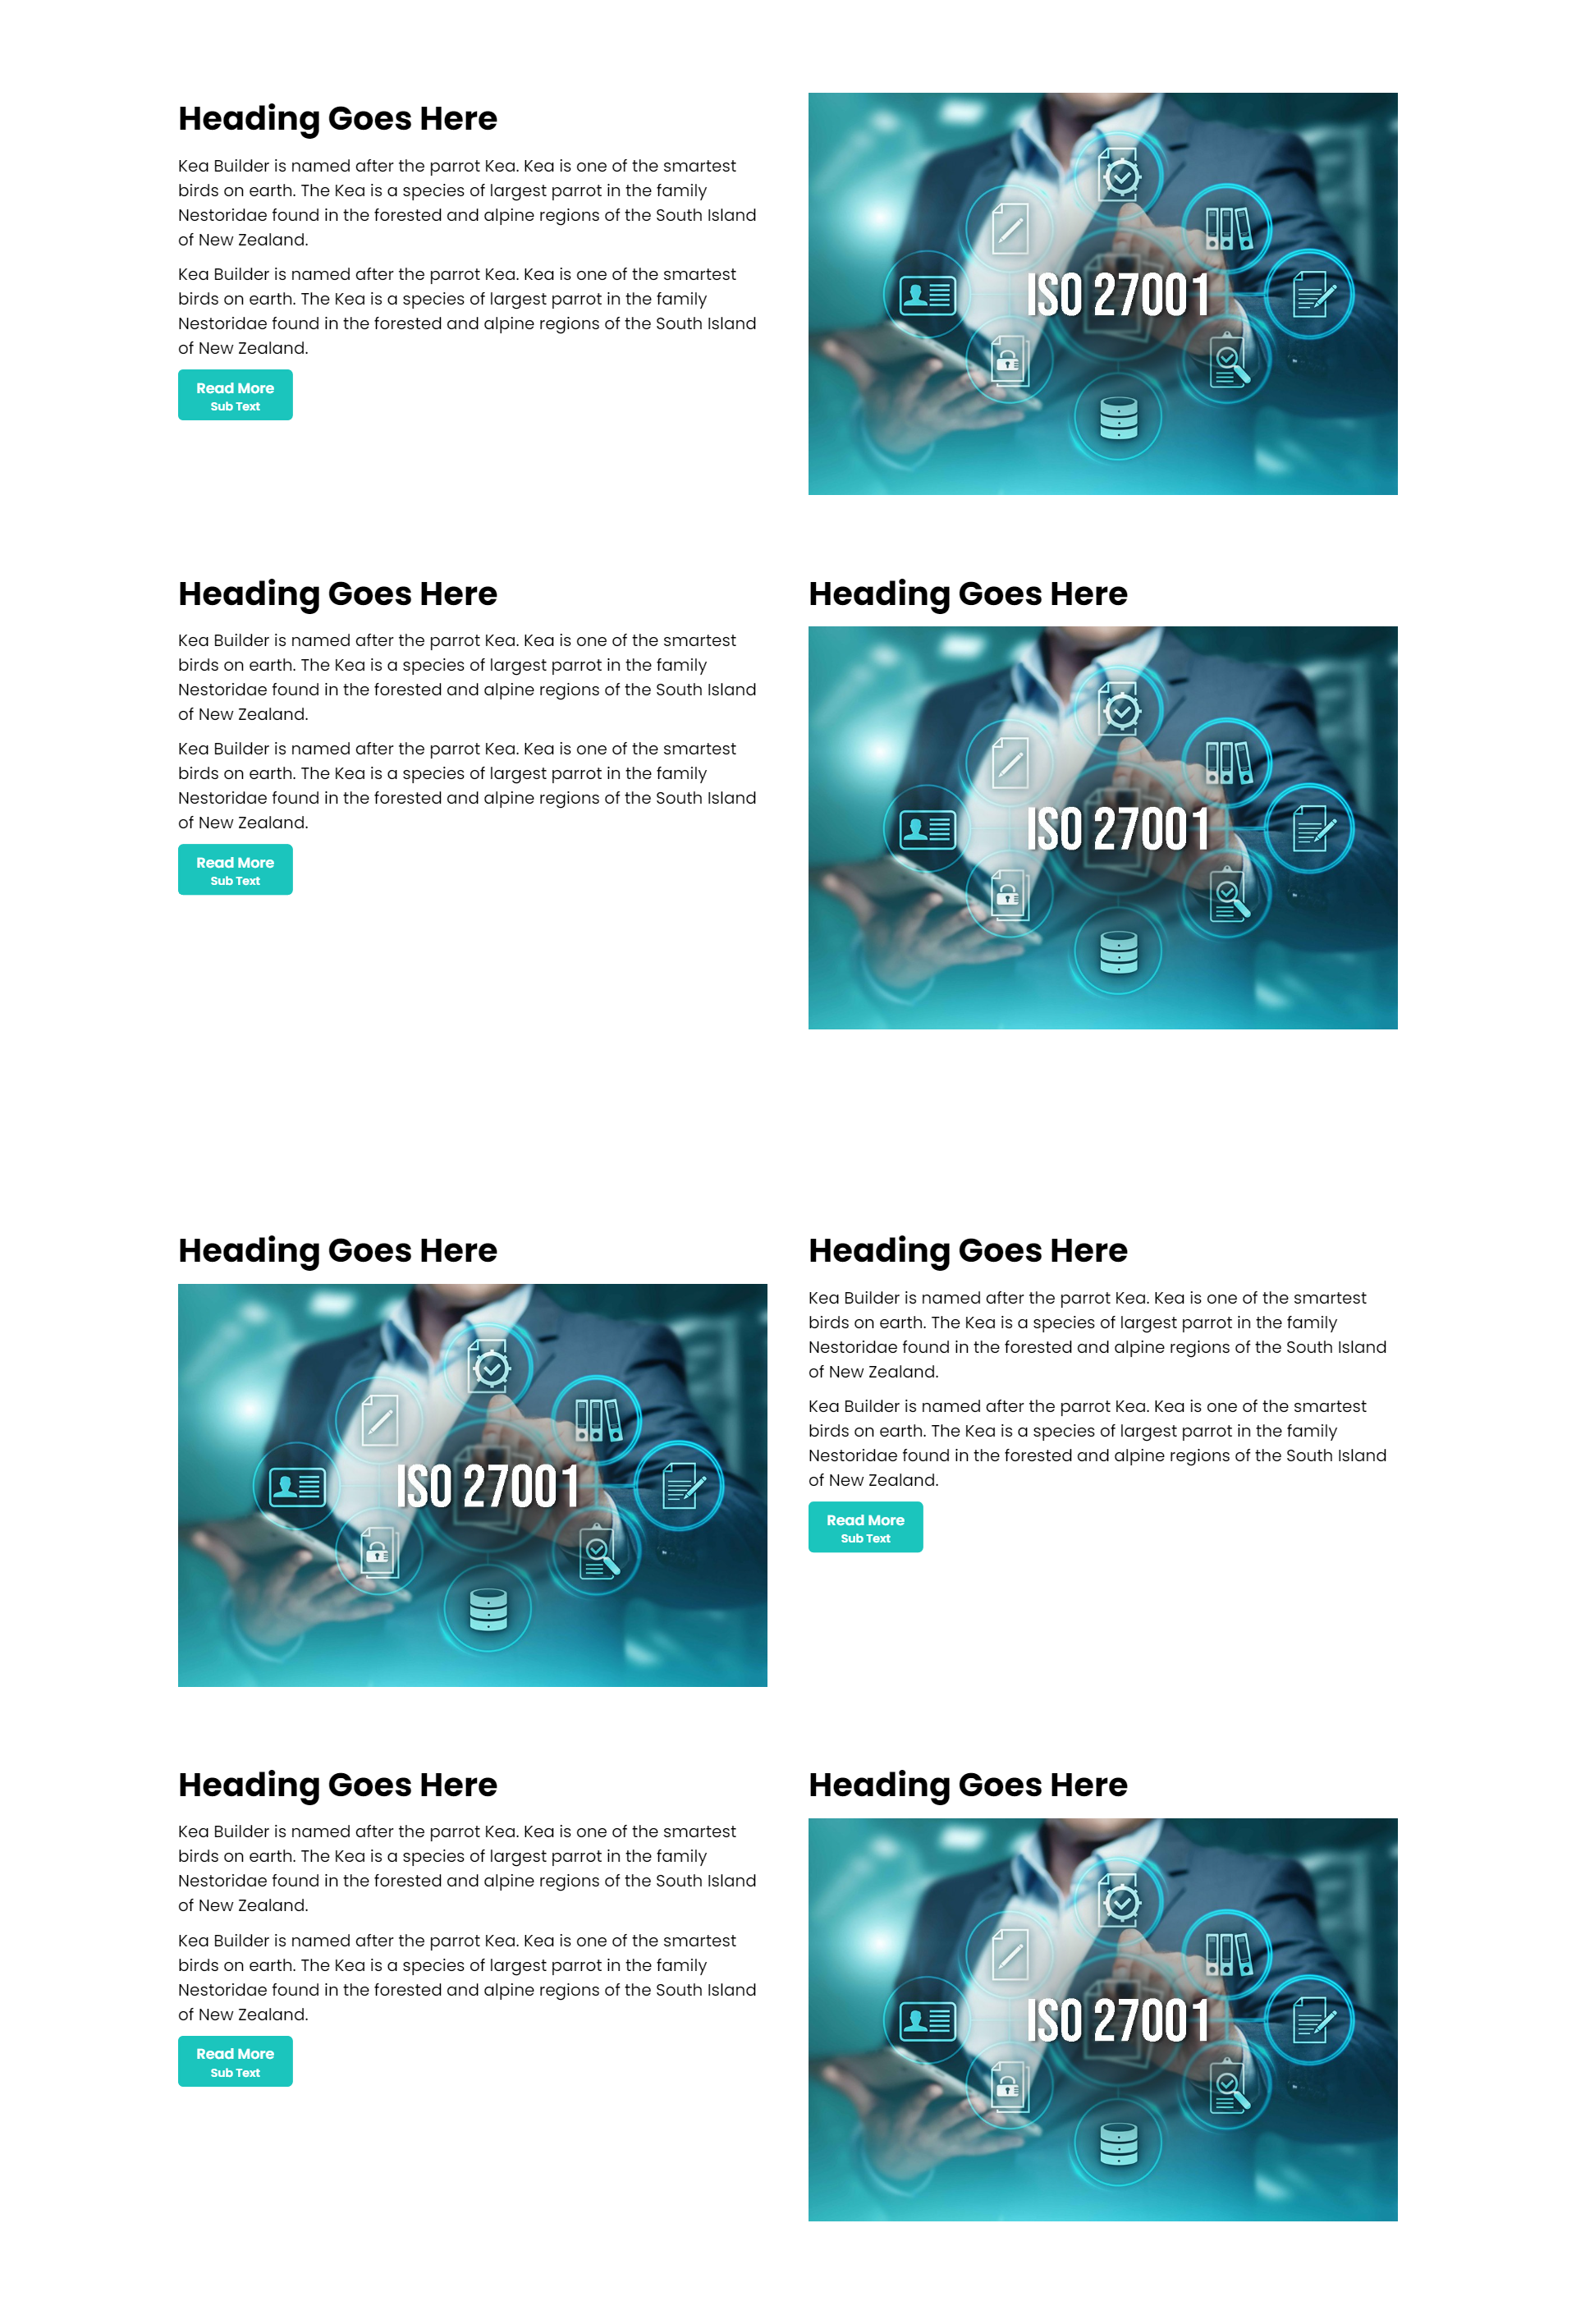 Heading Goes Here
Kea Builder is named after the parrot Kea. Kea is one of the smartest
birds on earth. The Kea is a species of largest parrot in the family
Nestoridae found in the forested and alpine regions of the South Island
of New Zealand.
Kea Builder is named after the parrot Kea. Kea is one of the smartest
birds on earth. The Kea is a species of largest parrot in the family
Nestoridae found in the forested and alpine regions of the South Island
of New Zealand.
Read More
Sub Text
ISO 27001
Heading Goes Here
Kea Builder is named after the parrot Kea. Kea is one of the smartest
birds on earth. The Kea is a species of largest parrot in the family
Nestoridae found in the forested and alpine regions of the South Island
of New Zealand.
Kea Builder is named after the parrot Kea. Kea is one of the smartest
birds on earth. The Kea is a species of largest parrot in the family
Nestoridae found in the forested and alpine regions of the South Island
of New Zealand.
Read More
Sub Text
Heading Goes Here
ISO 27001
Heading Goes Here
ISO 27001
Heading Goes Here
Kea Builder is named after the parrot Kea. Kea is one of the smartest
birds on earth. The Kea is a species of largest parrot in the family
Nestoridae found in the forested and alpine regions of the South Island
of New Zealand.
Kea Builder is named after the parrot Kea. Kea is one of the smartest
birds on earth. The Kea is a species of largest parrot in the family
Nestoridae found in the forested and alpine regions of the South Island
of New Zealand.
Read More
Sub Text
Heading Goes Here
Kea Builder is named after the parrot Kea. Kea is one of the smartest
birds on earth. The Kea is a species of largest parrot in the family
Nestoridae found in the forested and alpine regions of the South Island
of New Zealand.
Kea Builder is named after the parrot Kea. Kea is one of the smartest
birds on earth. The Kea is a species of largest parrot in the family
Nestoridae found in the forested and alpine regions of the South Island
of New Zealand.
Read More
Sub Text
Heading Goes Here
ISO 27001